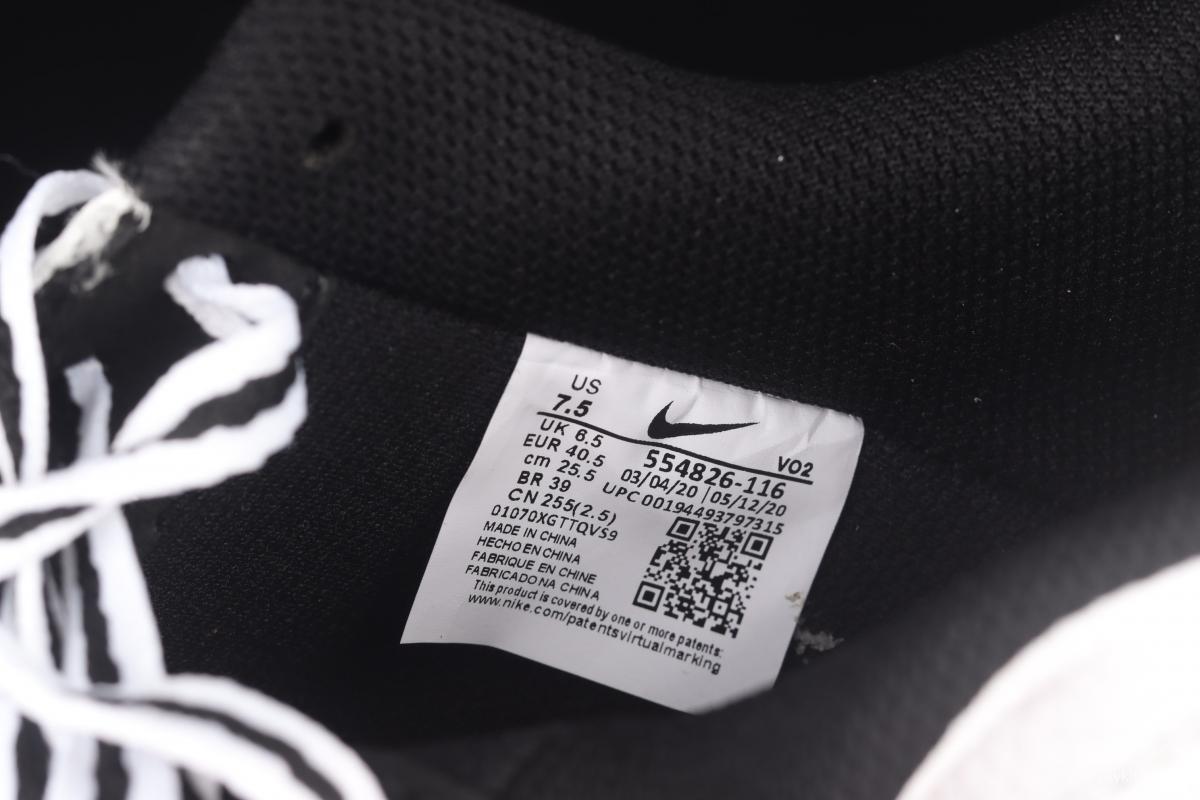 US
7.5
VO2
UK 6.5
EUR 40.5
cm 25.5
BR 39
CN 255(2.5)
554826-116
03/04/20 | 05/12/20
UPC 00194493797315
01070XGTTQVS9
MADE IN CHINA
HECHO EN CHINA
FABRIQUE EN CHINE
FABRICADO NA CHINA
This product is covered by one or more patents:
www.nike.com/patentsvirtualmarking